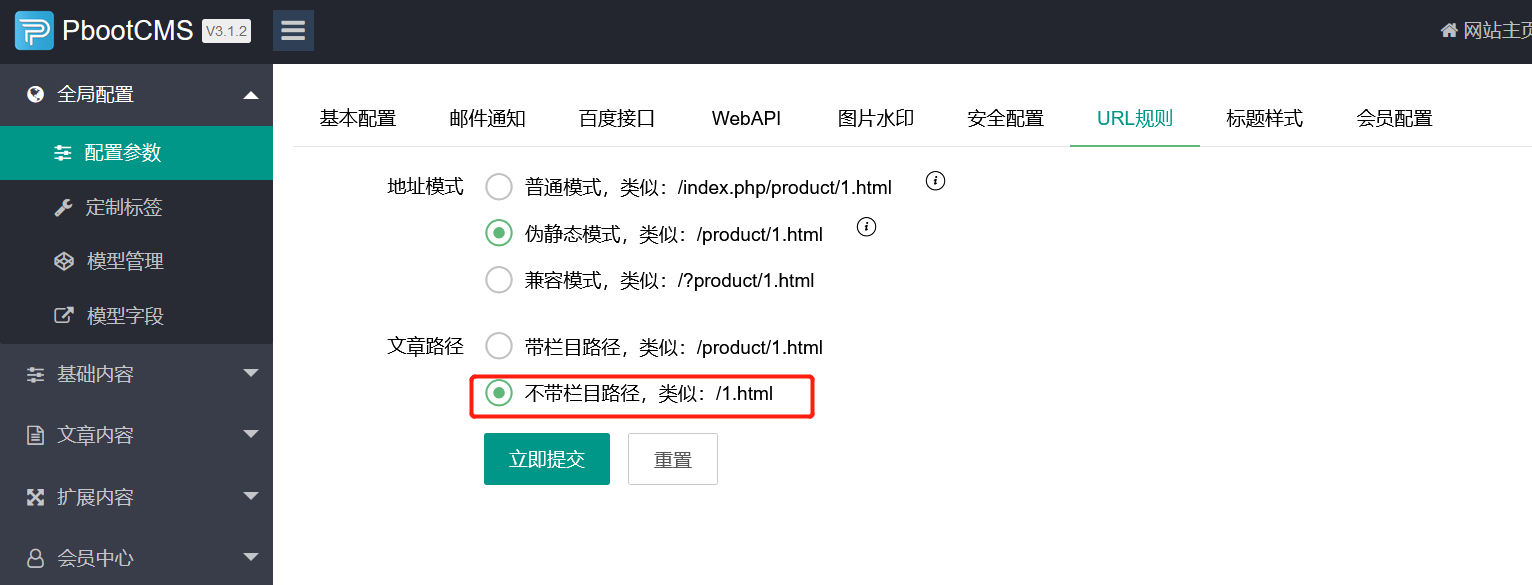 PbootCMS V3.1.2
网站主页
全局配置
配置参数
定制标签
模型管理
模型字段
基础内容
文章内容
扩展内容
会员中心
基本配置 邮件通知 百度接口 WebAPI 图片水印 安全配置 URL规则 标题样式 会员配置
地址模式 普通模式，类似：/index.php/product/1.html
伪静态模式，类似：/product/1.html
兼容模式，类似：/?product/1.html
文章路径 带栏目路径，类似：/product/1.html
不带栏目路径，类似：/1.html
立即提交 重置